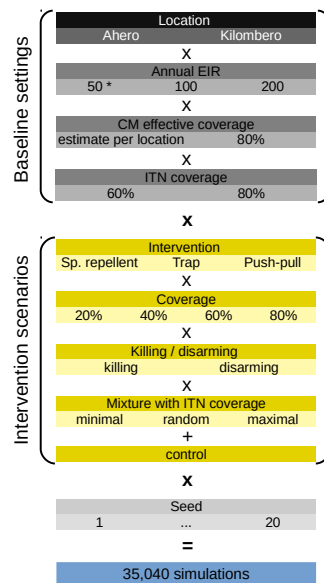 Baseline settings
Location
Ahero Kilombero
x
Annual EIR
50 * 100 200
x
CM effective coverage
estimate per location 80%
x
ITN coverage
60% 80%
x
Intervention scenarios
Intervention
Sp. repellent Trap Push-pull
x
Coverage
20% 40% 60% 80%
x
Killing / disarming
killing disarming
x
Mixture with ITN coverage
minimal random maximal
+
control
x
Seed
1 ... 20
=
35,040 simulations